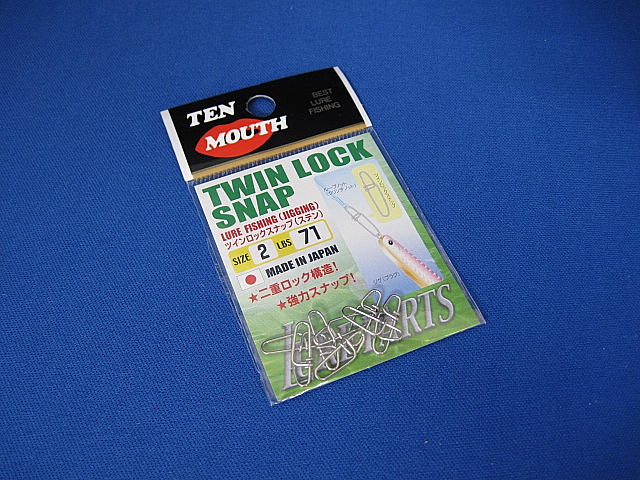 TEN
MOUTH
BEST
LURE
FISHING
TWIN LOCK
SNAP
LURE FISHING (JIGGING)
ツインロックスナップ(ステン)
SIZE 2 LBS 71
MADE IN JAPAN
★二重ロック構造!
★強力スナップ!
PARTS